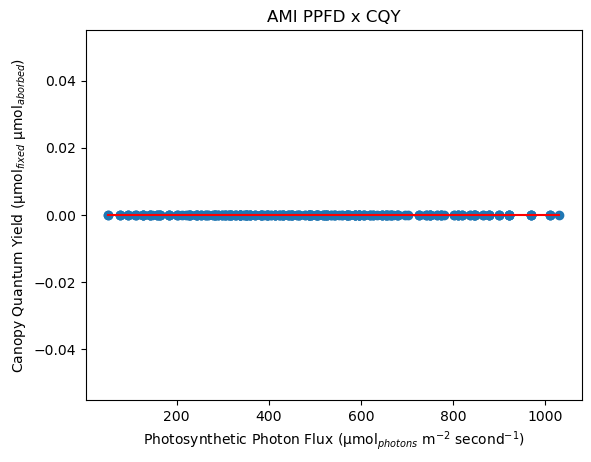 AMI PPFD x CQY
Canopy Quantum Yield (µmol_fixed µmol_aborbed)
0.04
0.02
0.00
−0.02
−0.04
200 400 600 800 1000
Photosynthetic Photon Flux (µmol_photons m⁻² second⁻¹)